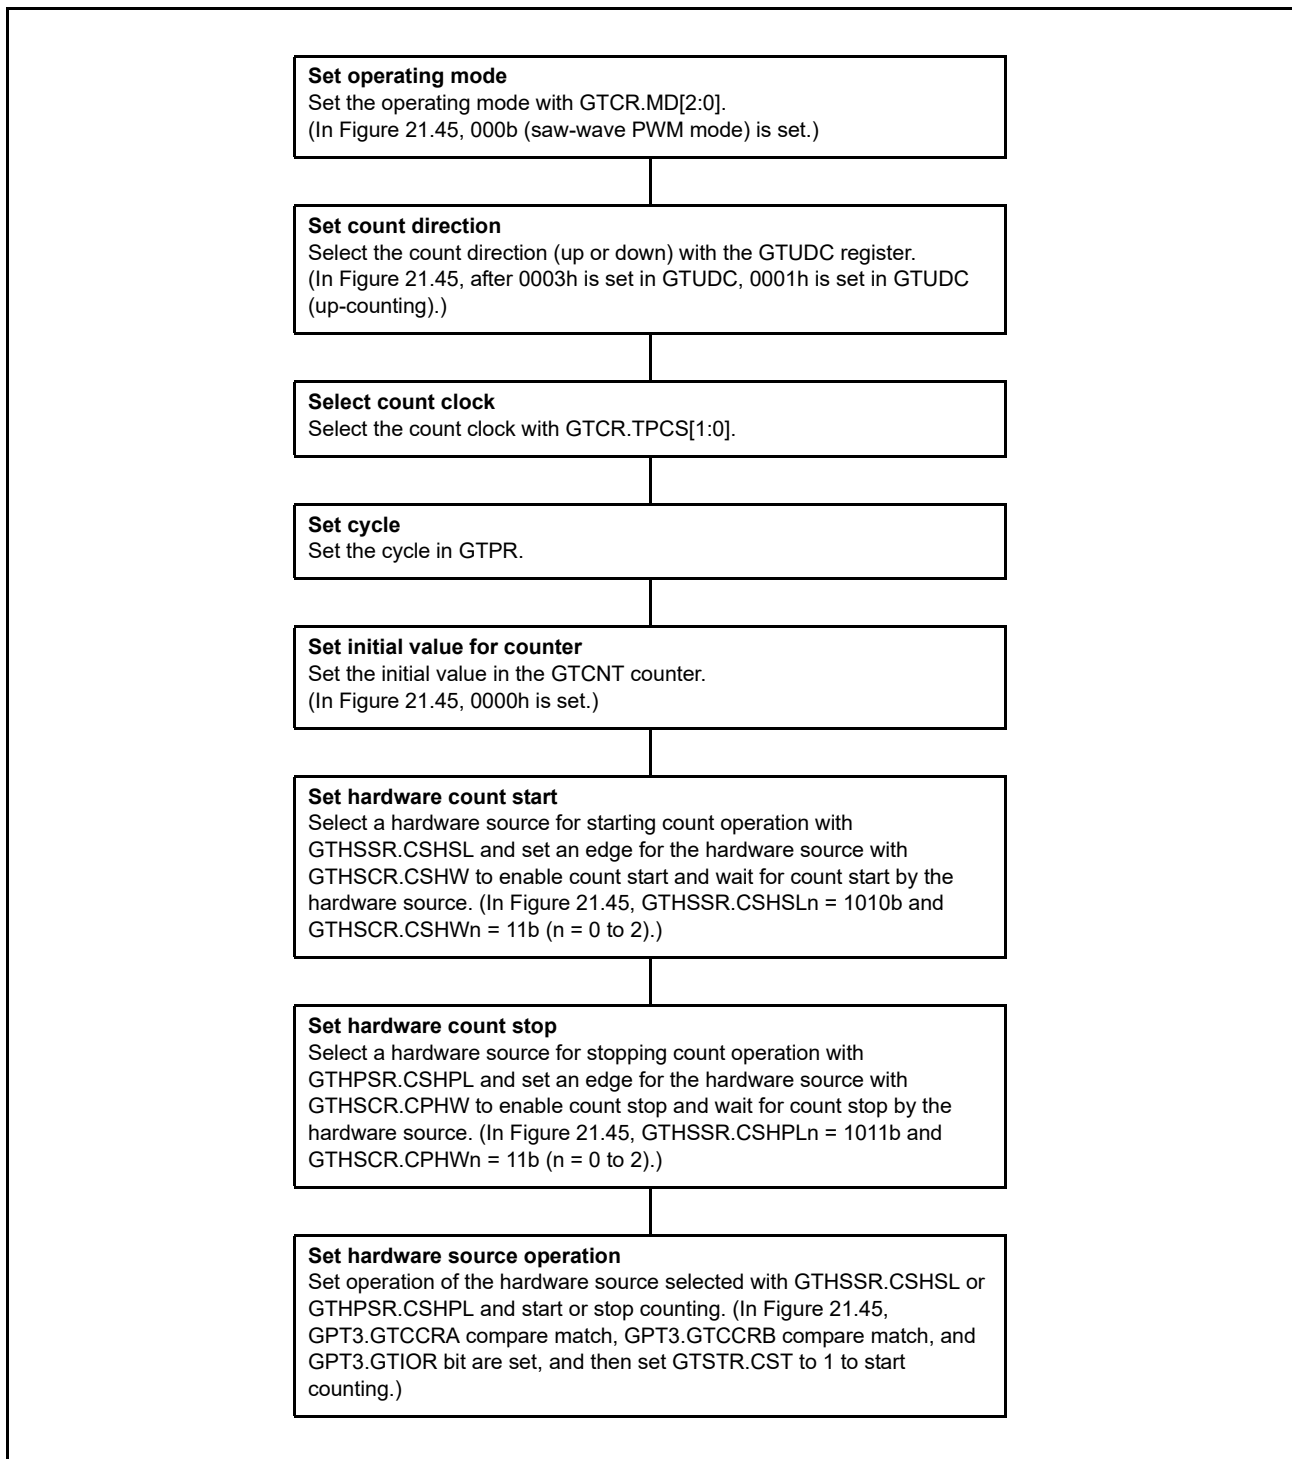 Set operating mode
Set the operating mode with GTCR.MD[2:0].
(In Figure 21.45, 000b (saw-wave PWM mode) is set.)
Set count direction
Select the count direction (up or down) with the GTUDC register.
(In Figure 21.45, after 0003h is set in GTUDC, 0001h is set in GTUDC
(up-counting).)
Select count clock
Select the count clock with GTCR.TPCS[1:0].
Set cycle
Set the cycle in GTPR.
Set initial value for counter
Set the initial value in the GTCNT counter.
(In Figure 21.45, 0000h is set.)
Set hardware count start
Select a hardware source for starting count operation with
GTHSSR.CSHSL and set an edge for the hardware source with
GTHSCR.CSHW to enable count start and wait for count start by the
hardware source. (In Figure 21.45, GTHSSR.CSHSLn = 1010b and
GTHSCR.CSHWn = 11b (n = 0 to 2).)
Set hardware count stop
Select a hardware source for stopping count operation with
GTHPSR.CSHPL and set an edge for the hardware source with
GTHSCR.CPHW to enable count stop and wait for count stop by the
hardware source. (In Figure 21.45, GTHSSR.CSHPLn = 1011b and
GTHSCR.CPHWn = 11b (n = 0 to 2).)
Set hardware source operation
Set operation of the hardware source selected with GTHSSR.CSHSL or
GTHPSR.CSHPL and start or stop counting. (In Figure 21.45,
GPT3.GTCCRA compare match, GPT3.GTCCRB compare match, and
GPT3.GTIOR bit are set, and then set GTSTR.CST to 1 to start
counting.)